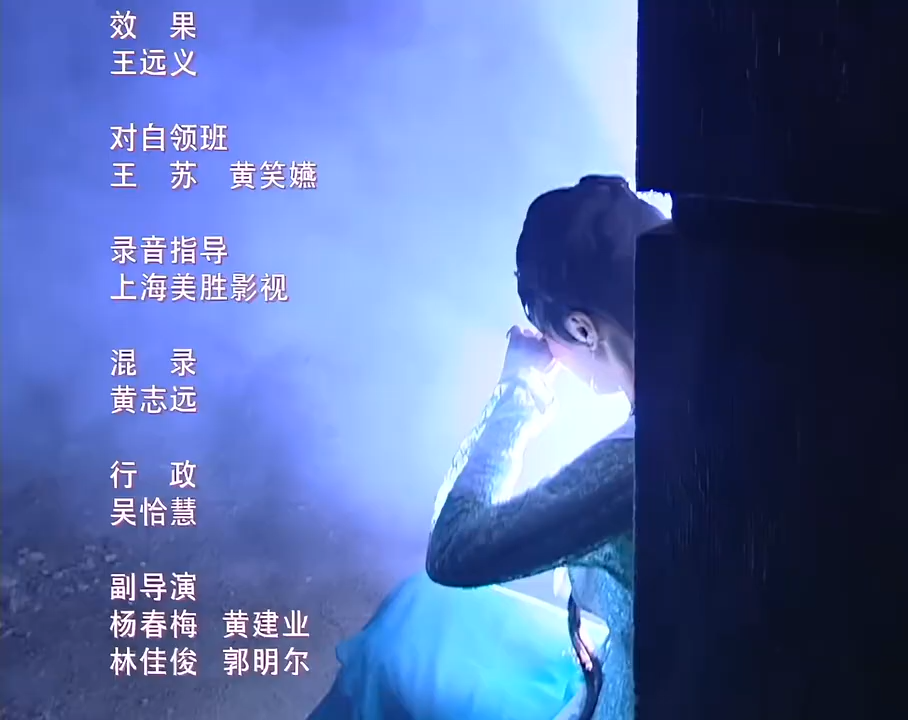 效 果
王远义
对白领班
王 苏 黄笑嬿
录音指导
上海美胜影视
混 录
黄志远
行 政
吴恰慧
副导演
杨春梅 黄建业
林佳俊 郭明尔